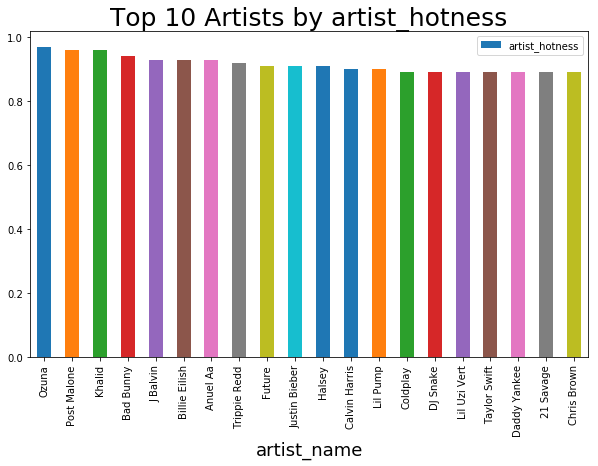 Top 10 Artists by artist_hotness
artist_hotness
1.0
0.8
0.6
0.4
0.2
0.0
Ozuna
Post Malone
Khalid
Bad Bunny
J Balvin
Billie Eilish
Anuel Aa
Trippie Redd
Future
Justin Bieber
Halsey
Calvin Harris
Lil Pump
Coldplay
DJ Snake
Lil Uzi Vert
Taylor Swift
Daddy Yankee
21 Savage
Chris Brown
artist_name